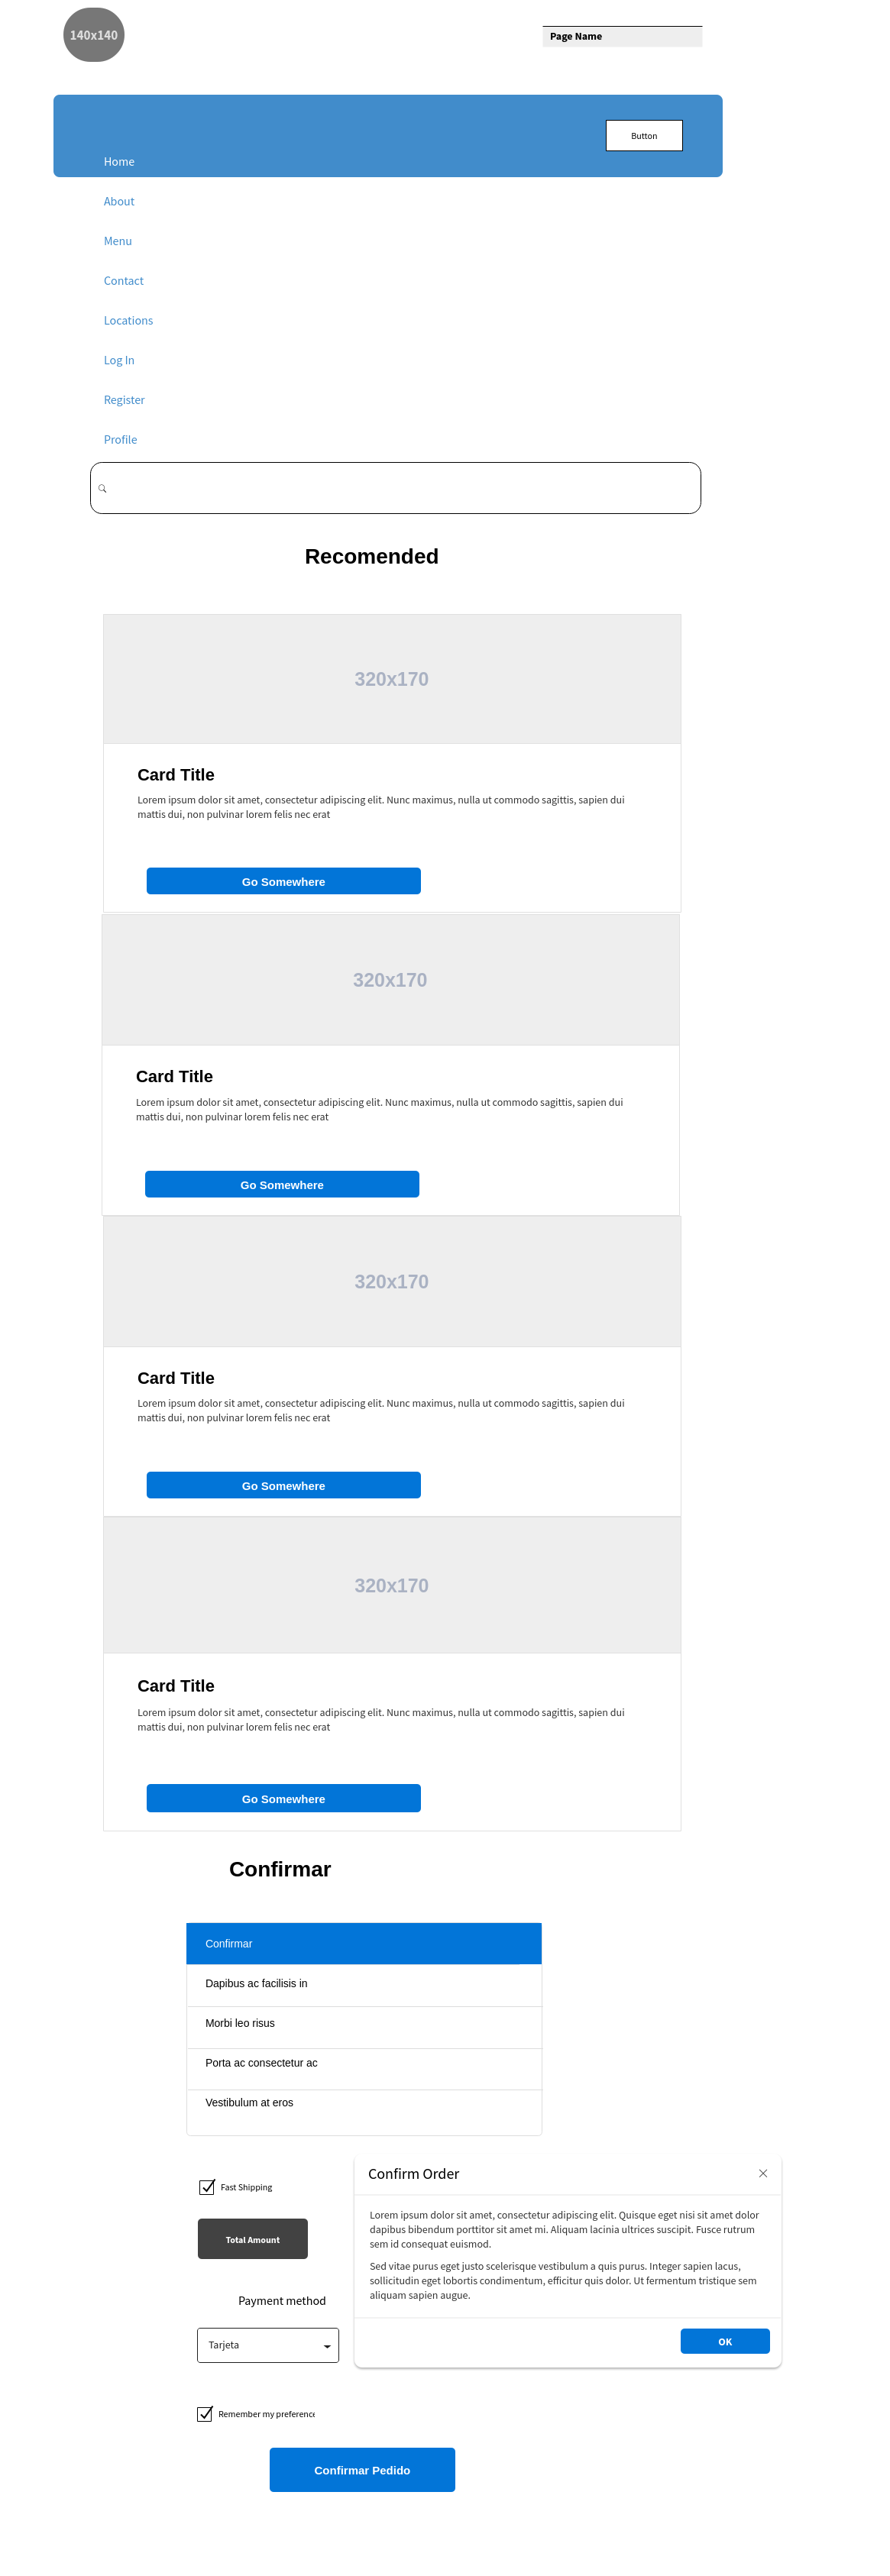 140x140
Page Name
Button
Home
About
Menu
Contact
Locations
Log In
Register
Profile
Recomended
320x170
Card Title
Lorem ipsum dolor sit amet, consectetur adipiscing elit. Nunc maximus, nulla ut commodo sagittis, sapien dui
mattis dui, non pulvinar lorem felis nec erat
Go Somewhere
320x170
Card Title
Lorem ipsum dolor sit amet, consectetur adipiscing elit. Nunc maximus, nulla ut commodo sagittis, sapien dui
mattis dui, non pulvinar lorem felis nec erat
Go Somewhere
320x170
Card Title
Lorem ipsum dolor sit amet, consectetur adipiscing elit. Nunc maximus, nulla ut commodo sagittis, sapien dui
mattis dui, non pulvinar lorem felis nec erat
Go Somewhere
320x170
Card Title
Lorem ipsum dolor sit amet, consectetur adipiscing elit. Nunc maximus, nulla ut commodo sagittis, sapien dui
mattis dui, non pulvinar lorem felis nec erat
Go Somewhere
Confirmar
Confirmar
Dapibus ac facilisis in
Morbi leo risus
Porta ac consectetur ac
Vestibulum at eros
Fast Shipping
Total Amount
Payment method
Tarjeta
Confirm Order
Lorem ipsum dolor sit amet, consectetur adipiscing elit. Quisque eget nisi sit amet dolor
dapibus bibendum porttitor sit amet mi. Aliquam lacinia ultrices suscipit. Fusce rutrum
sem id consequat euismod.
Sed vitae purus eget justo scelerisque vestibulum a quis purus. Integer sapien lacus,
sollicitudin eget lobortis condimentum, efficitur quis dolor. Ut fermentum tristique sem
aliquam sapien augue.
OK
Remember my preference
Confirmar Pedido